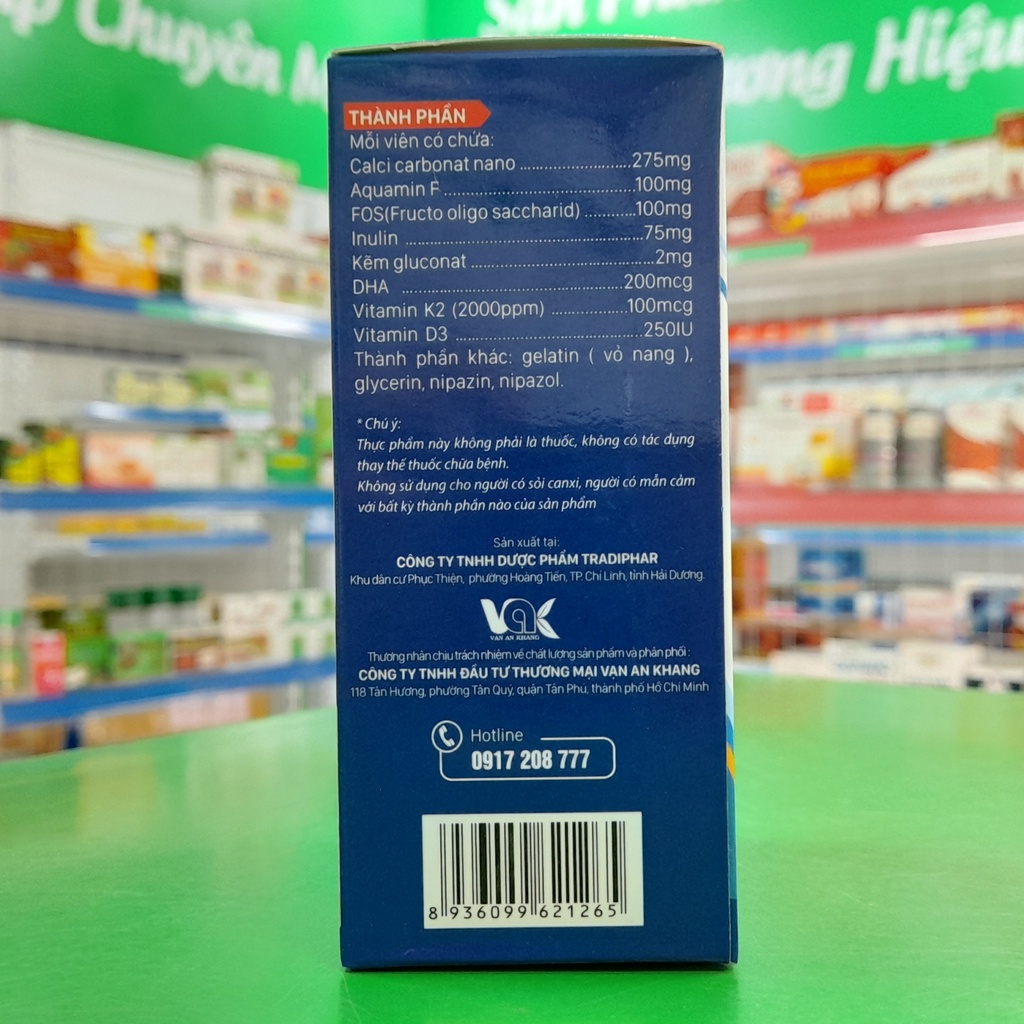 Chuyên
Hiệu
THÀNH PHẦN
Mỗi viên có chứa:
Calci carbonat nano ........................275mg
Aquamin F........................................100mg
FOS(Fructo oligo saccharid) ...........100mg
Inulin ................................................75mg
Kẽm gluconat .....................................2mg
DHA ..............................................200mcg
Vitamin K2 (2000ppm) ................100mcg
Vitamin D3 .....................................250IU
Thành phần khác: gelatin ( vỏ nang ),
glycerin, nipazin, nipazol.
* Chú ý:
Thực phẩm này không phải là thuốc, không có tác dụng
thay thế thuốc chữa bệnh.
Không sử dụng cho người có sỏi canxi, người có mẫn cảm
với bất kỳ thành phần nào của sản phẩm
Sản xuất tại:
CÔNG TY TNHH DƯỢC PHẨM TRADIPHAR
Khu dân cư Phục Thiện, phường Hoàng Tiến, TP. Chí Linh, tỉnh Hải Dương.
VAK
VẠN AN KHANG
Thương nhân chịu trách nhiệm về chất lượng sản phẩm và phân phối :
CÔNG TY TNHH ĐẦU TƯ THƯƠNG MẠI VẠN AN KHANG
118 Tân Hương, phường Tân Quý, quận Tân Phú, thành phố Hồ Chí Minh
Hotline
0917 208 777
8 936099 621265